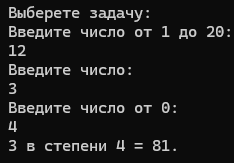 Выберете задачу:
Введите число от 1 до 20:
12
Введите число:
3
Введите число от 0:
4
3 в степени 4 = 81.